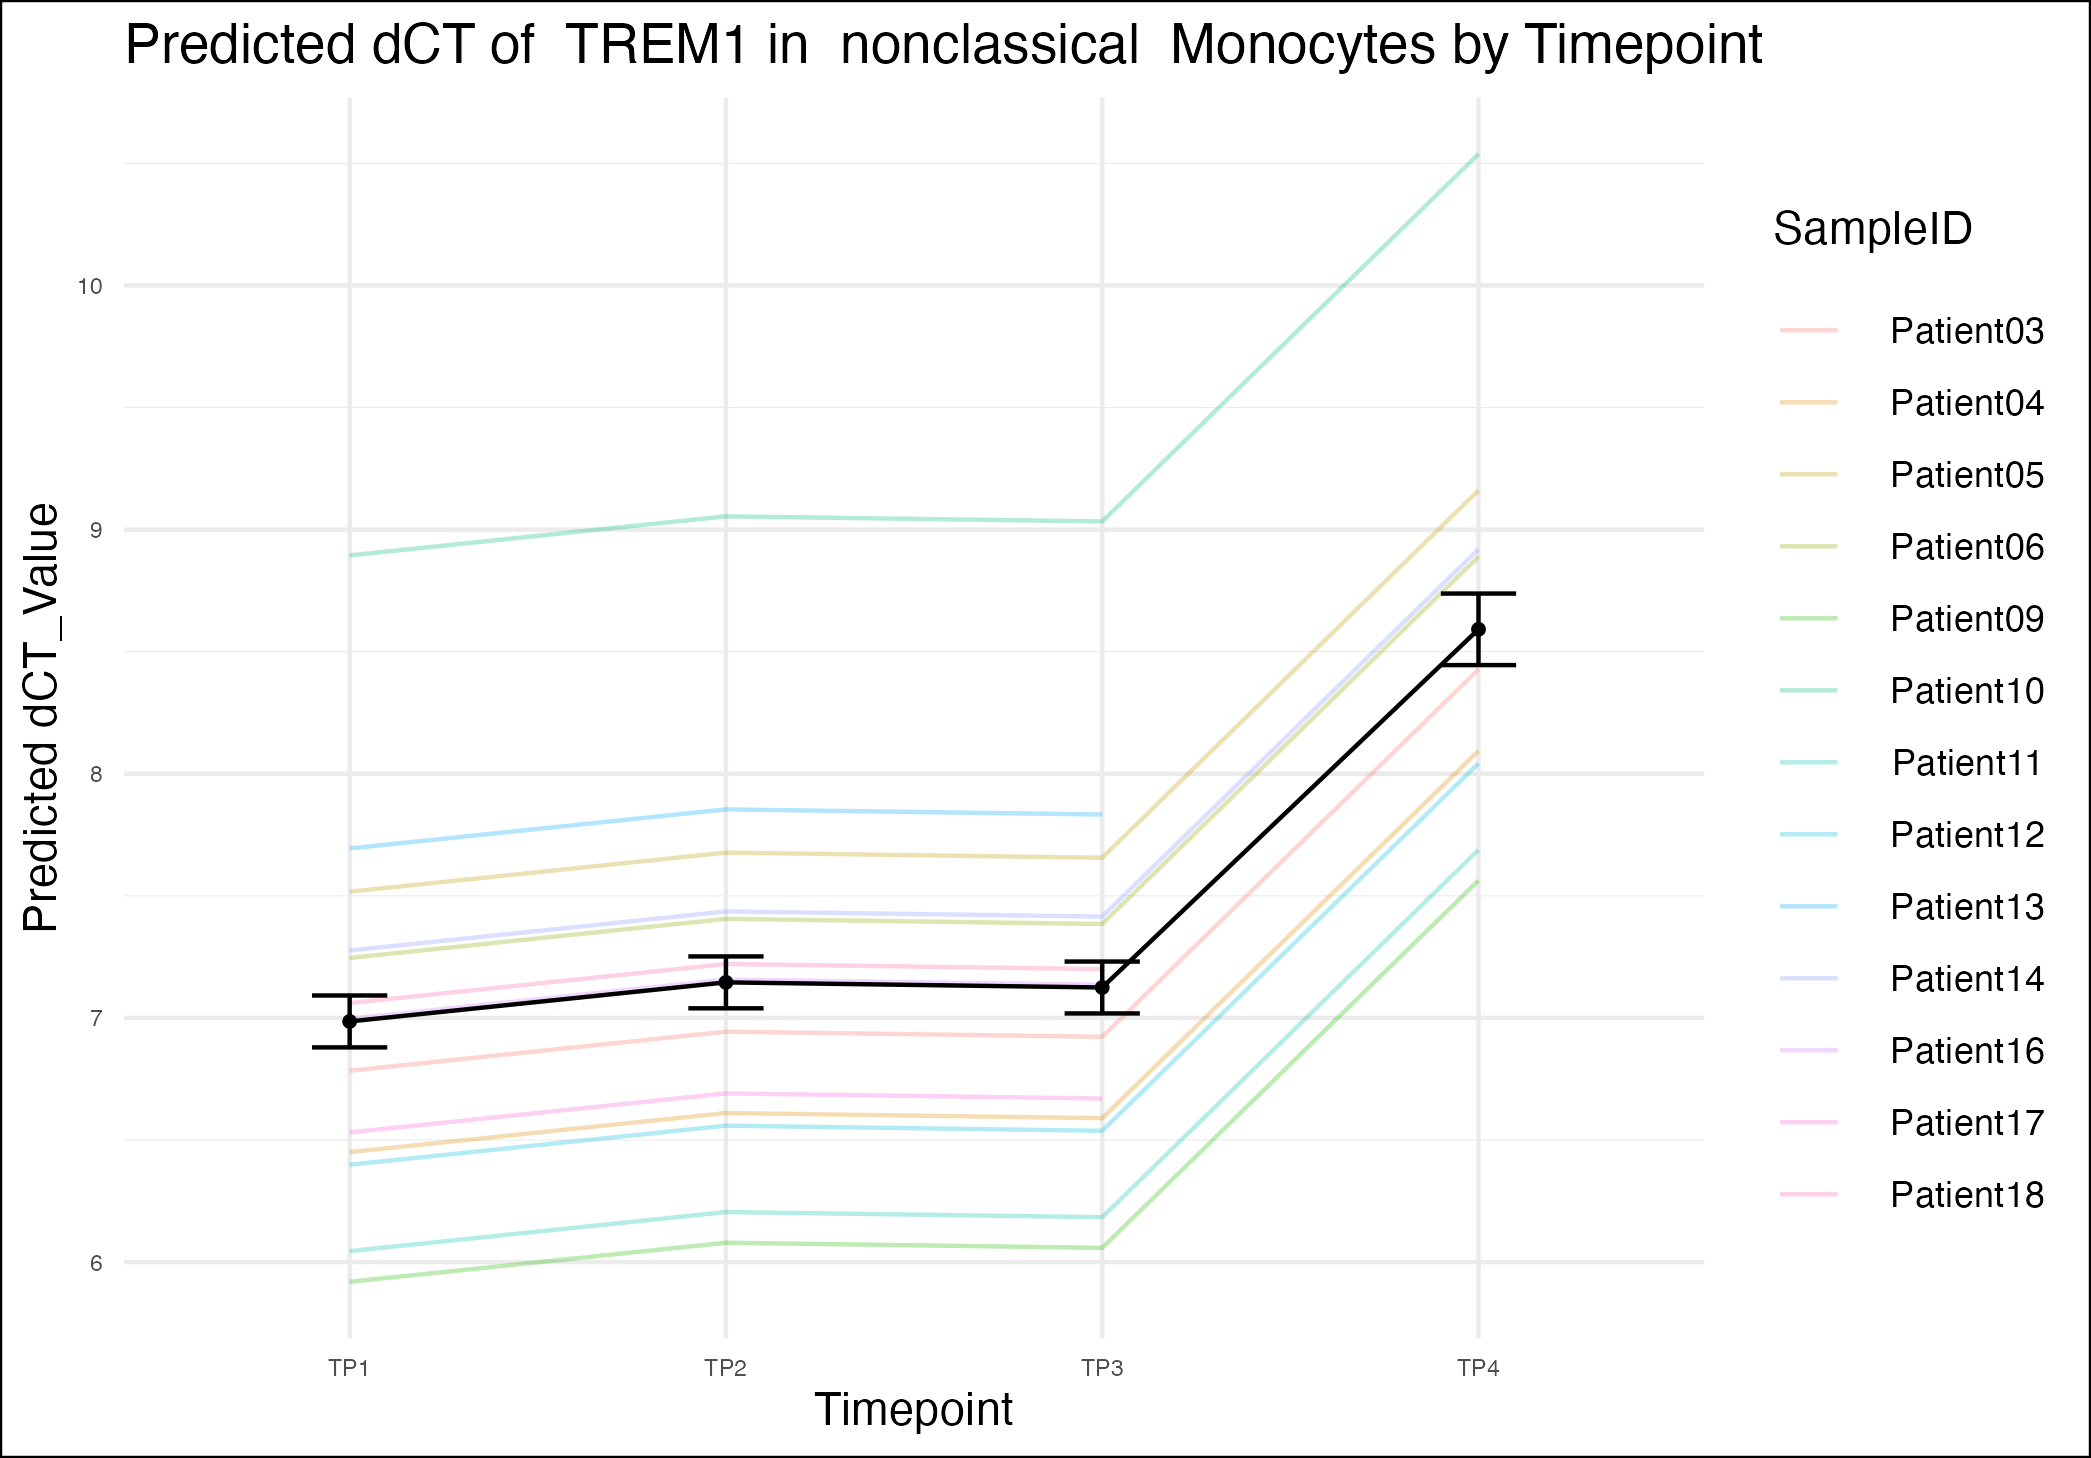 Predicted dCT of  TREM1 in  nonclassical  Monocytes by Timepoint
Predicted dCT_Value
10
9
8
7
6
TP1
TP2
TP3
TP4
Timepoint
SampleID
Patient03
Patient04
Patient05
Patient06
Patient09
Patient10
Patient11
Patient12
Patient13
Patient14
Patient16
Patient17
Patient18